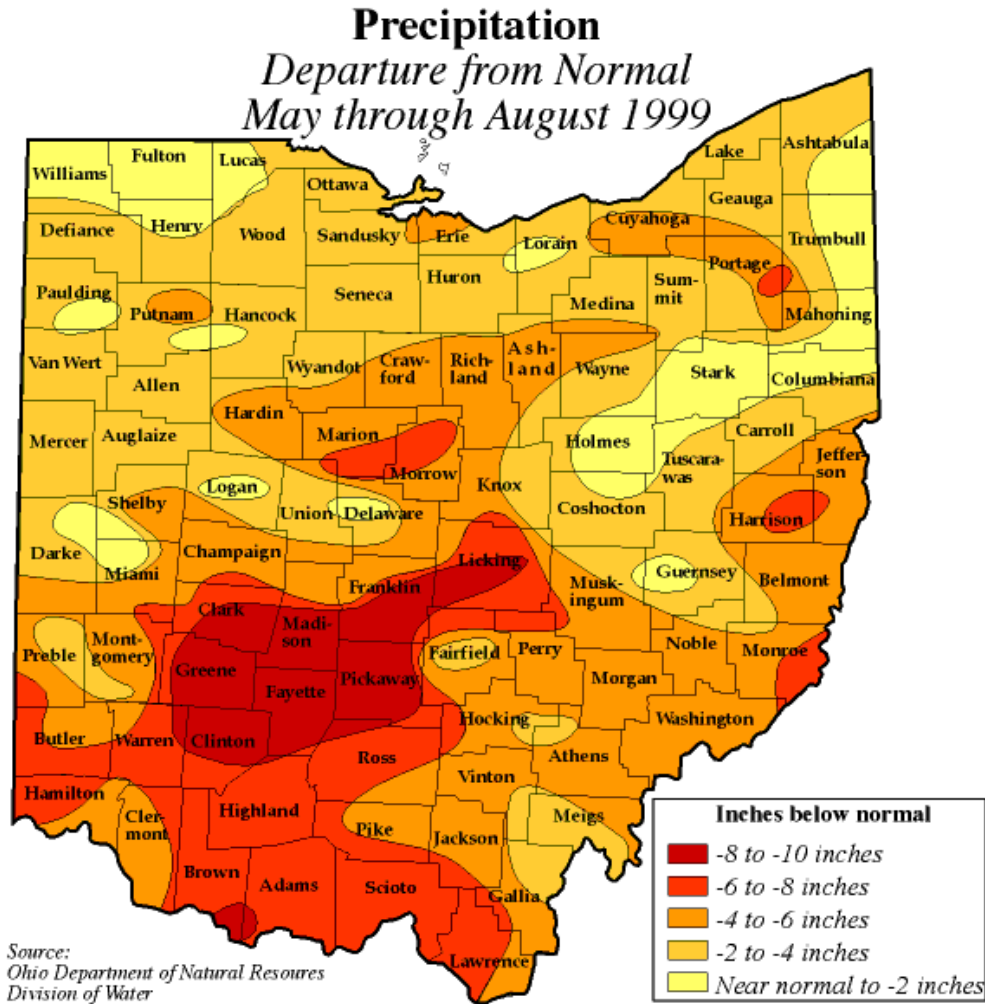 Precipitation
Departure from Normal
May through August 1999
Williams
Fulton
Lucas
Ottawa
Lake
Ashtabula
Geauga
Defiance
Henry
Wood
Sandusky
Erie
Lorain
Cuyahoga
Trumbull
Portage
Paulding
Putnam
Hancock
Seneca
Huron
Medina
Sum-
mit
Mahoning
Van Wert
Allen
Wyandot
Craw-
ford
Rich-
land
Ash-
land
Wayne
Stark
Columbiana
Hardin
Mercer
Auglaize
Marion
Morrow
Holmes
Carroll
Tuscara-
was
Jeffer-
son
Knox
Logan
Shelby
Union
Delaware
Coshocton
Harrison
Darke
Miami
Champaign
Franklin
Licking
Musk-
ingum
Guernsey
Belmont
Clark
Madi-
son
Preble
Mont-
gomery
Greene
Fayette
Pickaway
Fairfield
Perry
Noble
Monroe
Morgan
Butler
Warren
Clinton
Ross
Hocking
Washington
Athens
Hamilton
Cler-
mont
Highland
Vinton
Pike
Jackson
Meigs
Brown
Adams
Scioto
Gallia
Lawrence
Inches below normal
-8 to -10 inches
-6 to -8 inches
-4 to -6 inches
-2 to -4 inches
Near normal to -2 inches
Source:
Ohio Department of Natural Resoures
Division of Water